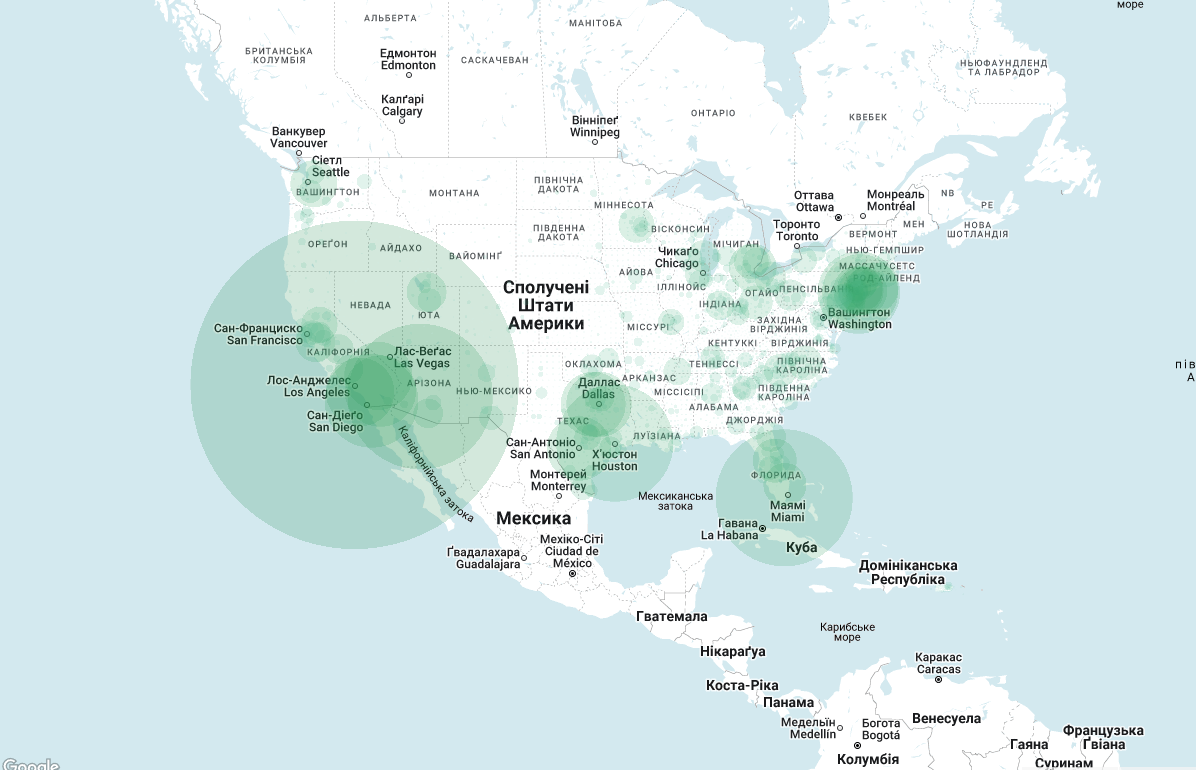 море
АЛЬБЕРТА
МАНІТОБА
БРИТАНСЬКА
КОЛУМБІЯ
Едмонтон
Edmonton
САСКАЧЕВАН
НЬЮФАУНДЛЕНД
ТА ЛАБРАДОР
Калґарі
Calgary
ОНТАРІО
КВЕБЕК
Вінніпеґ
Winnipeg
Ванкувер
Vancouver
Сіетл
Seattle
ВАШИНГТОН
МОНТАНА
ПІВНІЧНА
ДАКОТА
МІННЕСОТА
Оттава
Ottawa
Монреаль
Montréal
NB
PE
НОВА
ШОТЛАНДІЯ
МЕН
Торонто
Toronto
ВЕРМОНТ
НЬЮ-ГЕМПШИР
МАССАЧУСЕТС
РОД-АЙЛЕНД
ПІВДЕННА
ДАКОТА
ВІСКОНСИН
МІЧИГАН
ОРЕҐОН
АЙДАХО
ВАЙОМІНҐ
Чикаґо
Chicago
АЙОВА
ІЛЛІНОЙС
ІНДІАНА
ОГАЙО
ПЕНСІЛЬВАН
Сполучені
Штати
Америки
НЕВАДА
ЮТА
Вашингтон
Washington
ЗАХІДНА
ВІРДЖИНІЯ
МІССУРІ
КЕНТУККІ
ВІРДЖИНІЯ
Сан-Франциско
San Francisco
КАЛІФОРНІЯ
Лас-Веґас
Las Vegas
ОКЛАХОМА
ТЕННЕССІ
ПІВНІЧНА
КАРОЛІНА
Лос-Анджелес
Los Angeles
АРІЗОНА
НЬЮ-МЕКСИКО
Даллас
Dallas
АРКАНЗАС
МІССІСІПІ
ПІВДЕННА
КАРОЛІНА
АЛАБАМА
ДЖОРДЖІЯ
Сан-Дієґо
San Diego
ТЕХАС
ЛУЇЗІАНА
Сан-Антоніо
San Antonio
Х'юстон
Houston
Каліфорнійська затока
Монтерей
Monterrey
ФЛОРИДА
Мексиканська
затока
Маямі
Miami
Гавана
La Habana
Мексика
Куба
Мехіко-Сіті
Ciudad de
México
Ґвадалахара
Guadalajara
Домініканська
Республіка
Гватемала
Карибське
море
Нікараґуа
Каракас
Caracas
Коста-Ріка
Панама
Медельїн
Medellín
Богота
Bogotá
Венесуела
Колумбія
Французька
Ґвіана
Гаяна
Суринам
пів
А
Google